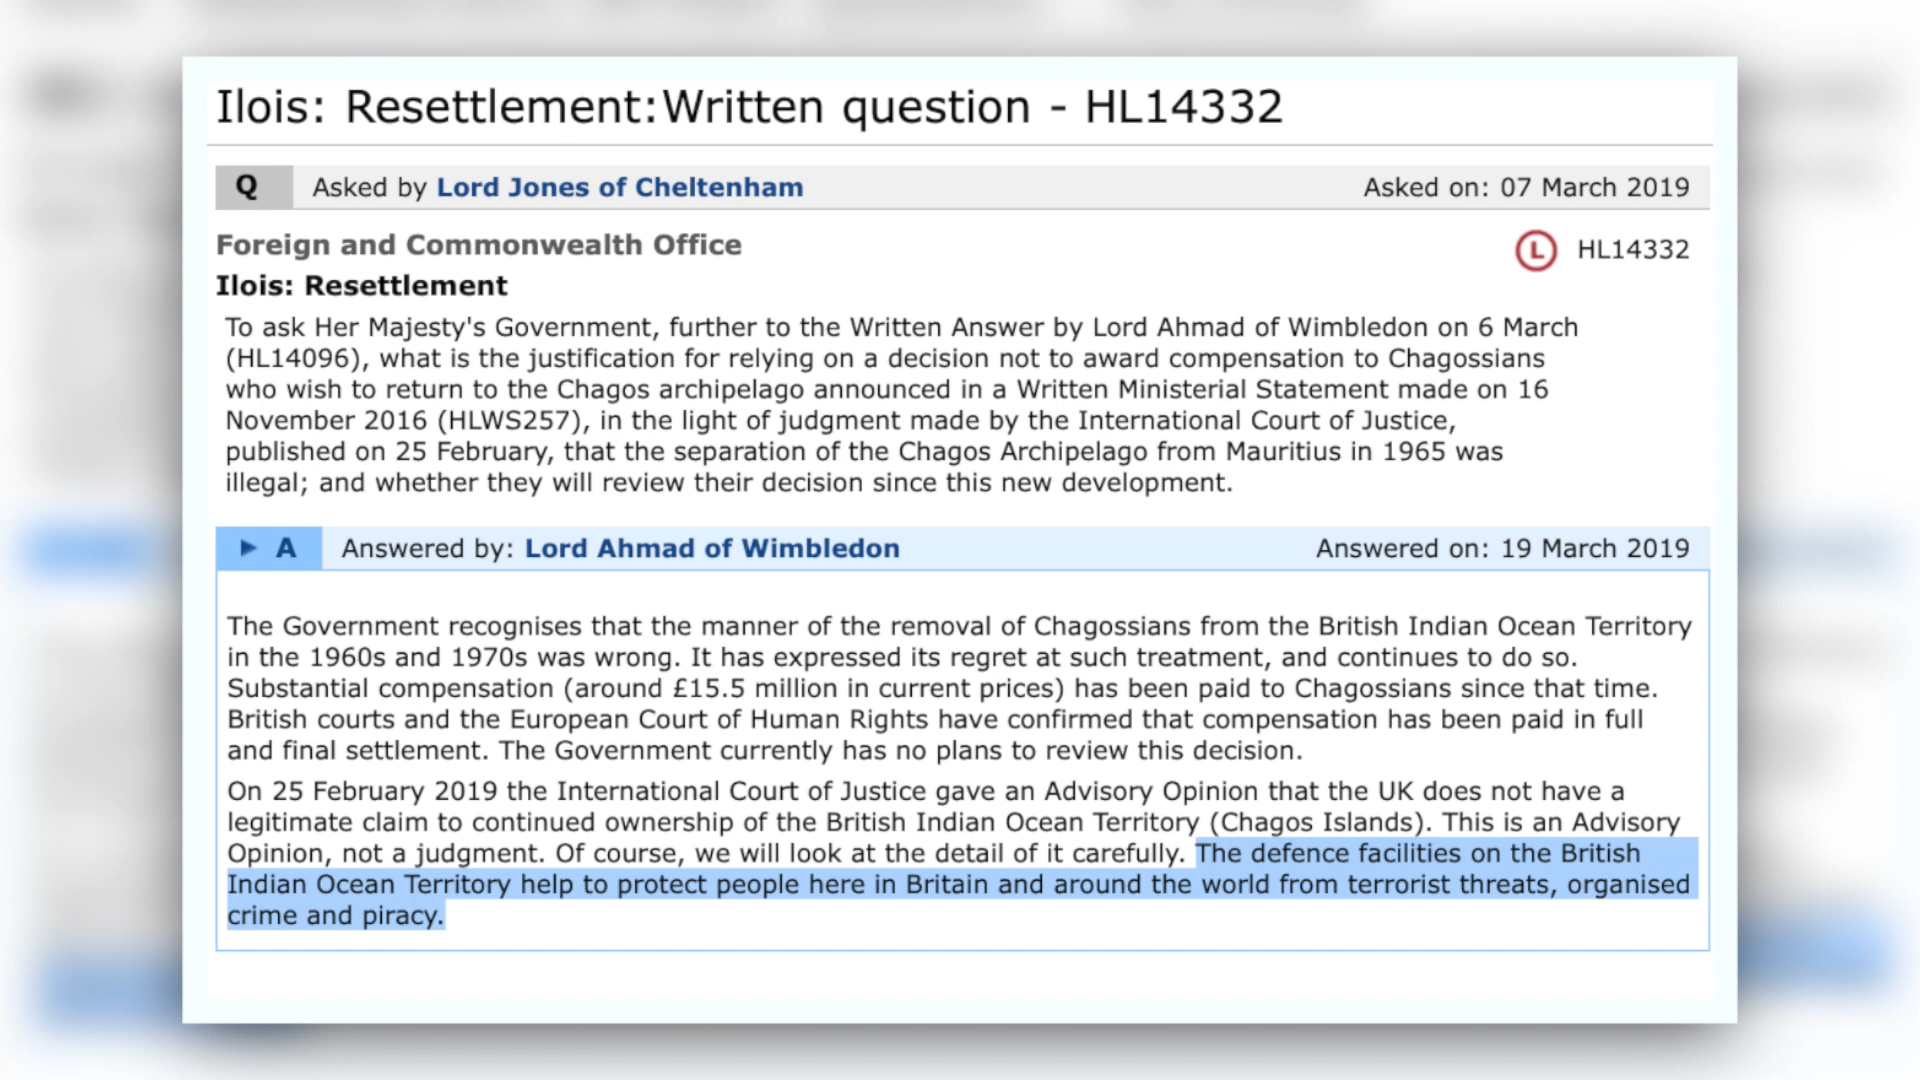 Ilois: Resettlement:Written question - HL14332
Q Asked by Lord Jones of Cheltenham Asked on: 07 March 2019
Foreign and Commonwealth Office L HL14332
Ilois: Resettlement
To ask Her Majesty's Government, further to the Written Answer by Lord Ahmad of Wimbledon on 6 March
(HL14096), what is the justification for relying on a decision not to award compensation to Chagossians
who wish to return to the Chagos archipelago announced in a Written Ministerial Statement made on 16
November 2016 (HLWS257), in the light of judgment made by the International Court of Justice,
published on 25 February, that the separation of the Chagos Archipelago from Mauritius in 1965 was
illegal; and whether they will review their decision since this new development.
A Answered by: Lord Ahmad of Wimbledon Answered on: 19 March 2019
The Government recognises that the manner of the removal of Chagossians from the British Indian Ocean Territory
in the 1960s and 1970s was wrong. It has expressed its regret at such treatment, and continues to do so.
Substantial compensation (around £15.5 million in current prices) has been paid to Chagossians since that time.
British courts and the European Court of Human Rights have confirmed that compensation has been paid in full
and final settlement. The Government currently has no plans to review this decision.
On 25 February 2019 the International Court of Justice gave an Advisory Opinion that the UK does not have a
legitimate claim to continued ownership of the British Indian Ocean Territory (Chagos Islands). This is an Advisory
Opinion, not a judgment. Of course, we will look at the detail of it carefully. The defence facilities on the British
Indian Ocean Territory help to protect people here in Britain and around the world from terrorist threats, organised
crime and piracy.